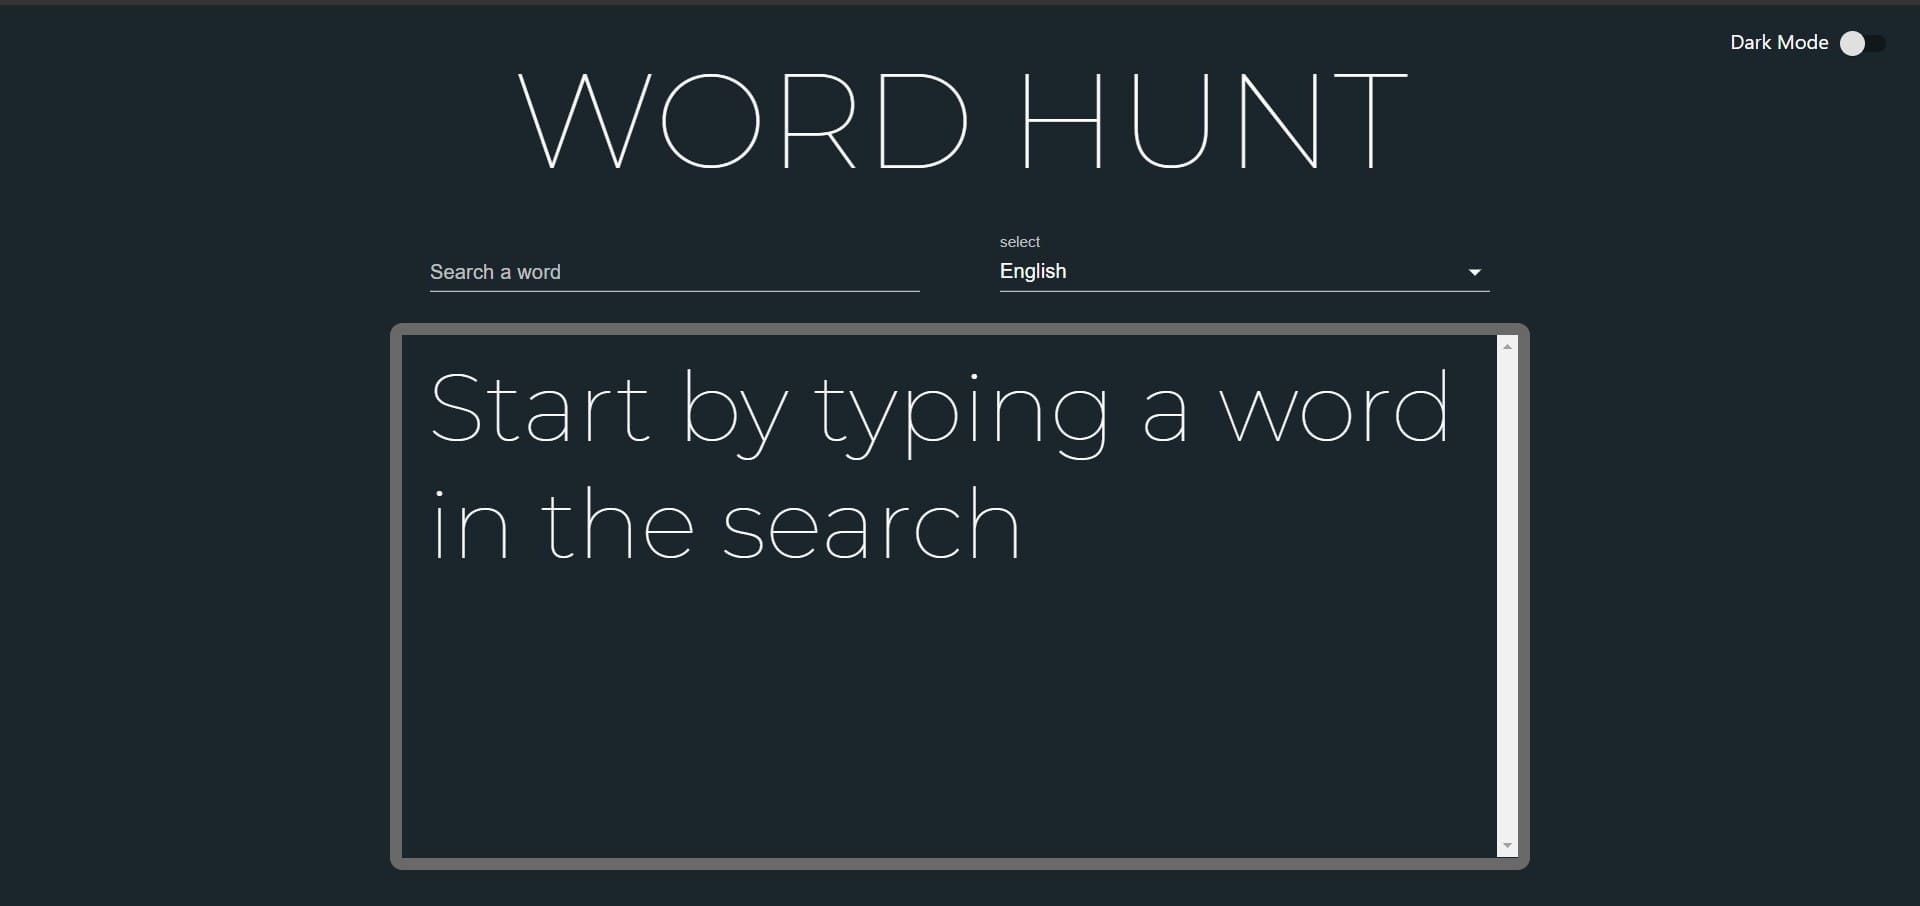 Dark Mode
WORD HUNT
select
Search a word
English
Start by typing a word
in the search